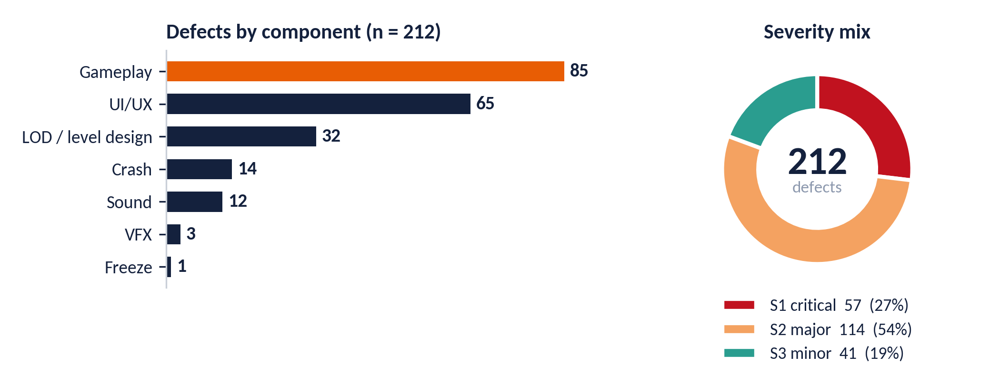 Defects by component (n = 212)
Gameplay 85
UI/UX 65
LOD / level design 32
Crash 14
Sound 12
VFX 3
Freeze 1
Severity mix
212
defects
S1 critical 57 (27%)
S2 major 114 (54%)
S3 minor 41 (19%)